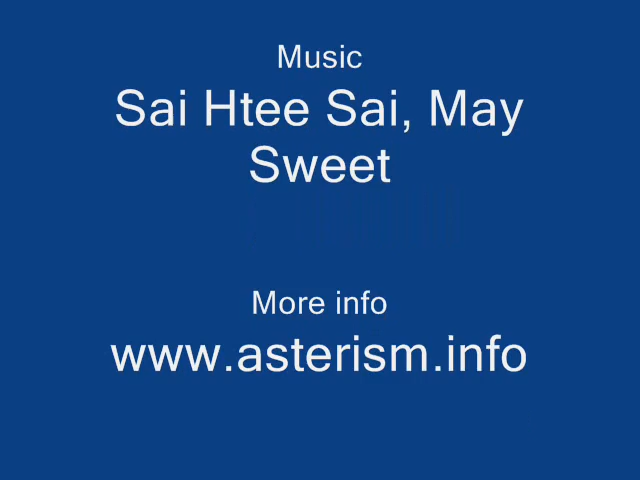 Music
Sai Htee Sai, May
Sweet
More info
www.asterism.info